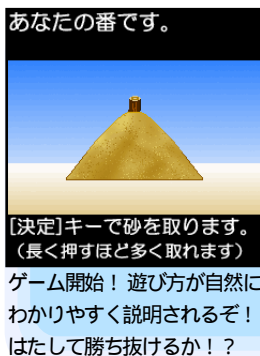 あなたの番です。
[決定]キーで砂を取ります。
（長く押すほど多く取れます）
ゲーム開始！ 遊び方が自然に
わかりやすく説明されるぞ！
はたして勝ち抜けるか！？